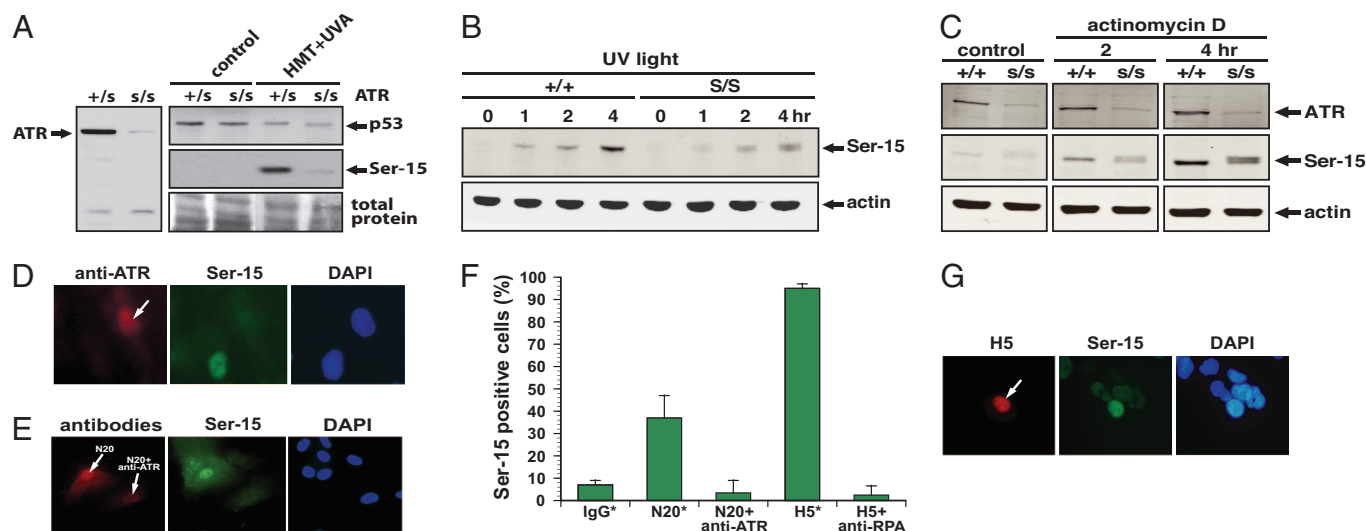 A
control
HMT+UVA
+/s s/s
+/s s/s +/s s/s ATR
ATR
p53
Ser-15
total
protein
B
UV light
+/+ S/S
0 1 2 4 0 1 2 4 hr
Ser-15
actin
C
actinomycin D
control 2 4 hr
+/+ s/s +/+ s/s +/+ s/s
ATR
Ser-15
actin
D
anti-ATR Ser-15 DAPI
E
antibodies Ser-15 DAPI
N20
N20+
anti-ATR
F
Ser-15 positive cells (%)
100
90
80
70
60
50
40
30
20
10
0
IgG* N20* N20+ H5* H5+
anti-ATR anti-RPA
G
H5 Ser-15 DAPI